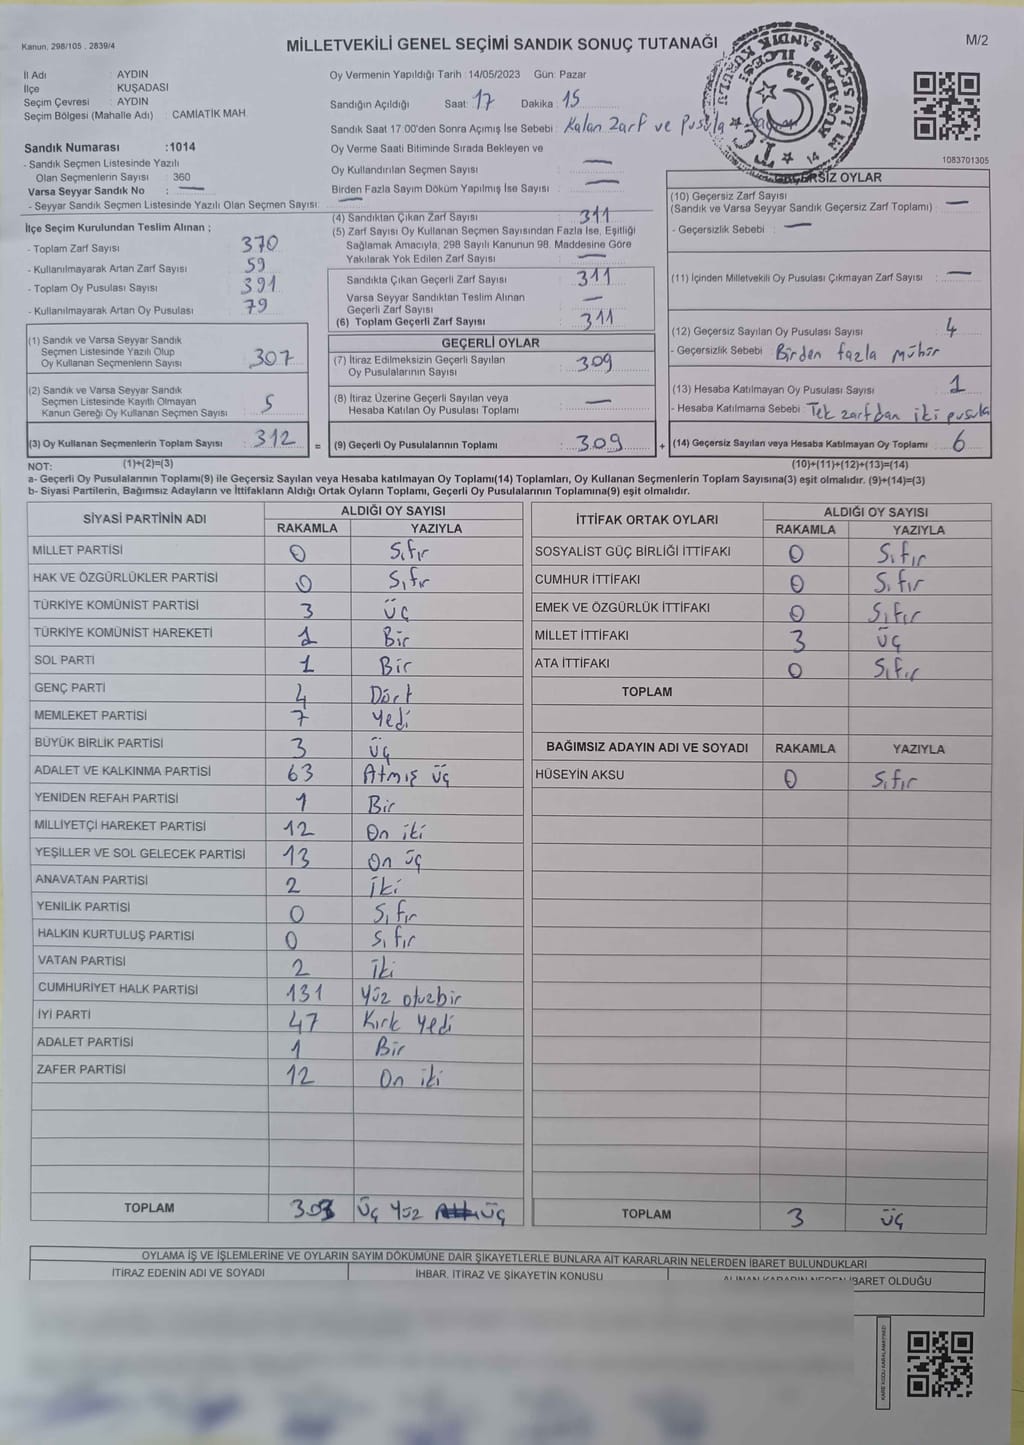 Kanun. 298/105 . 2839/4
MİLLETVEKİLİ GENEL SEÇİMİ SANDIK SONUÇ TUTANAĞI
M/2
İl Adı : AYDIN
İlçe : KUŞADASI
Seçim Çevresi : AYDIN
Seçim Bölgesi (Mahalle Adı) : CAMİATİK MAH.
Sandık Numarası :1014
- Sandık Seçmen Listesinde Yazılı
Olan Seçmenlerin Sayısı : 360
Varsa Seyyar Sandık No : —
- Seyyar Sandık Listesinde Yazılı Olan Seçmen Sayısı: —
İlçe Seçim Kurulundan Teslim Alınan ;
- Toplam Zarf Sayısı : 370
- Kullanılmayarak Artan Zarf Sayısı : 59
- Toplam Oy Pusulası Sayısı : 391
- Kullanılmayarak Artan Oy Pusulası : 79
(1) Sandık ve Varsa Seyyar Sandık
Seçmen Listesinde Yazılı Olup
Oy Kullanan Seçmenlerin Sayısı : 307
(2) Sandık ve Varsa Seyyar Sandık
Seçmen Listesinde Kayıtlı Olmayan
Kanun Gereği Oy Kullanan Seçmen Sayısı : 5
(3) Oy Kullanan Seçmenlerin Toplam Sayısı : 312
Oy Vermenin Yapıldığı Tarih :14/05/2023 Gün: Pazar
Sandığın Açıldığı Saat: 17 Dakika : 15
Sandık Saat 17:00'den Sonra Açımış İse Sebebi : Kalan Zarf ve Pusula
Oy Verme Saati Bitiminde Sırada Bekleyen ve
Oy Kullandırılan Seçmen Sayısı : —
Birden Fazla Sayım Döküm Yapılmış İse Sayısı : —
(4) Sandıktan Çıkan Zarf Sayısı : 311
(5) Zarf Sayısı Oy Kullanan Seçmen Sayısından Fazla İse, Eşitliği
Sağlamak Amacıyla, 298 Sayılı Kanunun 98. Maddesine Göre
Yakılarak Yok Edilen Zarf Sayısı : —
Sandıkta Çıkan Geçerli Zarf Sayısı : 311
Varsa Seyyar Sandıktan Teslim Alınan
Geçerli Zarf Sayısı : —
(6) Toplam Geçerli Zarf Sayısı : 311
GEÇERLİ OYLAR
(7) İtiraz Edilmeksizin Geçerli Sayılan
Oy Pusulalarının Sayısı : 309
(8) İtiraz Üzerine Geçerli Sayılan veya
Hesaba Katılan Oy Pusulası Toplamı : —
= (9) Geçerli Oy Pusulalarının Toplamı : 309
1083701305
GEÇERSİZ OYLAR
(10) Geçersiz Zarf Sayısı
(Sandık ve Varsa Seyyar Sandık Geçersiz Zarf Toplamı) : —
- Geçersizlik Sebebi : —
(11) İçinden Milletvekili Oy Pusulası Çıkmayan Zarf Sayısı : —
(12) Geçersiz Sayılan Oy Pusulası Sayısı : 4
- Geçersizlik Sebebi : Birden fazla mühür
(13) Hesaba Katılmayan Oy Pusulası Sayısı : 1
- Hesaba Katılmama Sebebi : Tek zarfdan iki pusula
+ (14) Geçersiz Sayılan veya Hesaba Katılmayan Oy Toplamı : 6
NOT: (1)+(2)=(3)
(10)+(11)+(12)+(13)=(14)
a- Geçerli Oy Pusulalarının Toplamı(9) ile Geçersiz Sayılan veya Hesaba katılmayan Oy Toplamı(14) Toplamları, Oy Kullanan Seçmenlerin Toplam Sayısına(3) eşit olmalıdır. (9)+(14)=(3)
b- Siyasi Partilerin, Bağımsız Adayların ve İttifakların Aldığı Ortak Oyların Toplamı, Geçerli Oy Pusulalarının Toplamına(9) eşit olmalıdır.
SİYASİ PARTİNİN ADI ALDIĞI OY SAYISI
RAKAMLA YAZIYLA
MİLLET PARTİSİ 0 Sıfır
HAK VE ÖZGÜRLÜKLER PARTİSİ 0 Sıfır
TÜRKİYE KOMÜNİST PARTİSİ 3 Üç
TÜRKİYE KOMÜNİST HAREKETİ 1 Bir
SOL PARTİ 1 Bir
GENÇ PARTİ 4 Dört
MEMLEKET PARTİSİ 7 Yedi
BÜYÜK BİRLİK PARTİSİ 3 Üç
ADALET VE KALKINMA PARTİSİ 63 Atmış üç
YENİDEN REFAH PARTİSİ 1 Bir
MİLLİYETÇİ HAREKET PARTİSİ 12 On iki
YEŞİLLER VE SOL GELECEK PARTİSİ 13 On üç
ANAVATAN PARTİSİ 2 iki
YENİLİK PARTİSİ 0 Sıfır
HALKIN KURTULUŞ PARTİSİ 0 Sıfır
VATAN PARTİSİ 2 iki
CUMHURİYET HALK PARTİSİ 131 Yüz otuzbir
İYİ PARTİ 47 Kırk Yedi
ADALET PARTİSİ 1 Bir
ZAFER PARTİSİ 12 On iki
TOPLAM 303 Üç Yüz üç
İTTİFAK ORTAK OYLARI ALDIĞI OY SAYISI
RAKAMLA YAZIYLA
SOSYALİST GÜÇ BİRLİĞİ İTTİFAKI 0 Sıfır
CUMHUR İTTİFAKI 0 Sıfır
EMEK VE ÖZGÜRLÜK İTTİFAKI 0 Sıfır
MİLLET İTTİFAKI 3 Üç
ATA İTTİFAKI 0 Sıfır
TOPLAM
BAĞIMSIZ ADAYIN ADI VE SOYADI RAKAMLA YAZIYLA
HÜSEYİN AKSU 0 Sıfır
TOPLAM 3 Üç
OYLAMA İŞ VE İŞLEMLERİNE VE OYLARIN SAYIM DÖKÜMÜNE DAİR ŞİKAYETLERLE BUNLARA AİT KARARLARIN NELERDEN İBARET BULUNDUKLARI
İTİRAZ EDENİN ADI VE SOYADI İHBAR, İTİRAZ VE ŞİKAYETİN KONUSU ALINAN KARARIN NEDEN İBARET OLDUĞU
KARE KODU KARALAMAYINIZ!